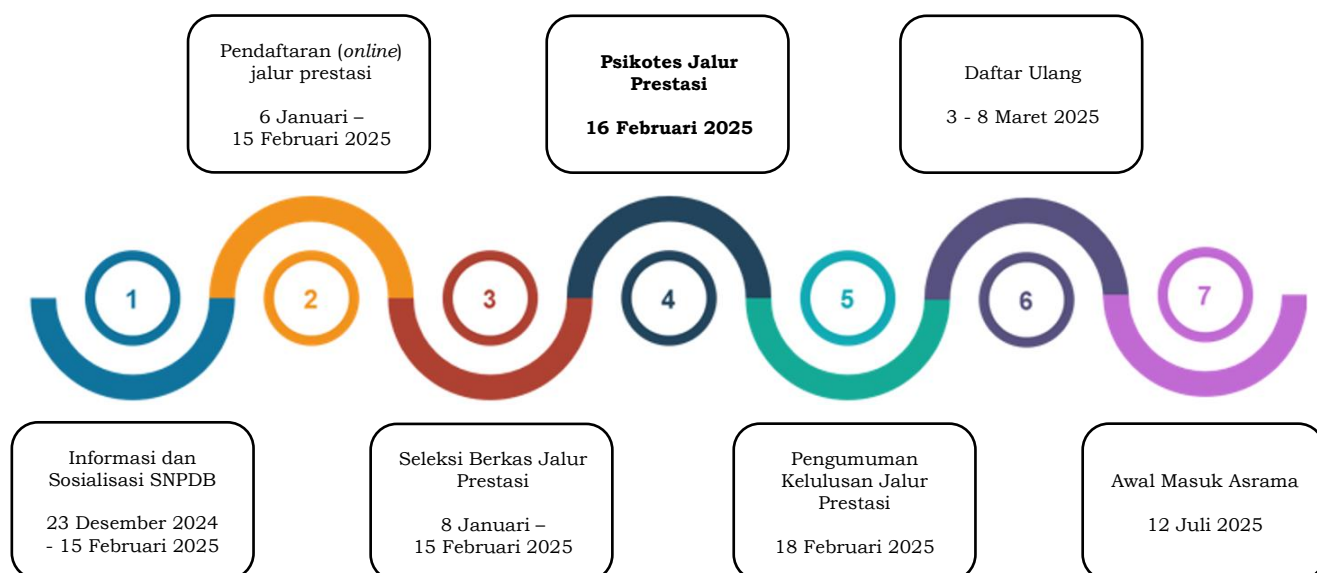 Pendaftaran (online)
jalur prestasi
6 Januari –
15 Februari 2025
Psikotes Jalur
Prestasi
16 Februari 2025
Daftar Ulang
3 - 8 Maret 2025
1
2
3
4
5
6
7
Informasi dan
Sosialisasi SNPDB
23 Desember 2024
- 15 Februari 2025
Seleksi Berkas Jalur
Prestasi
8 Januari –
15 Februari 2025
Pengumuman
Kelulusan Jalur
Prestasi
18 Februari 2025
Awal Masuk Asrama
12 Juli 2025